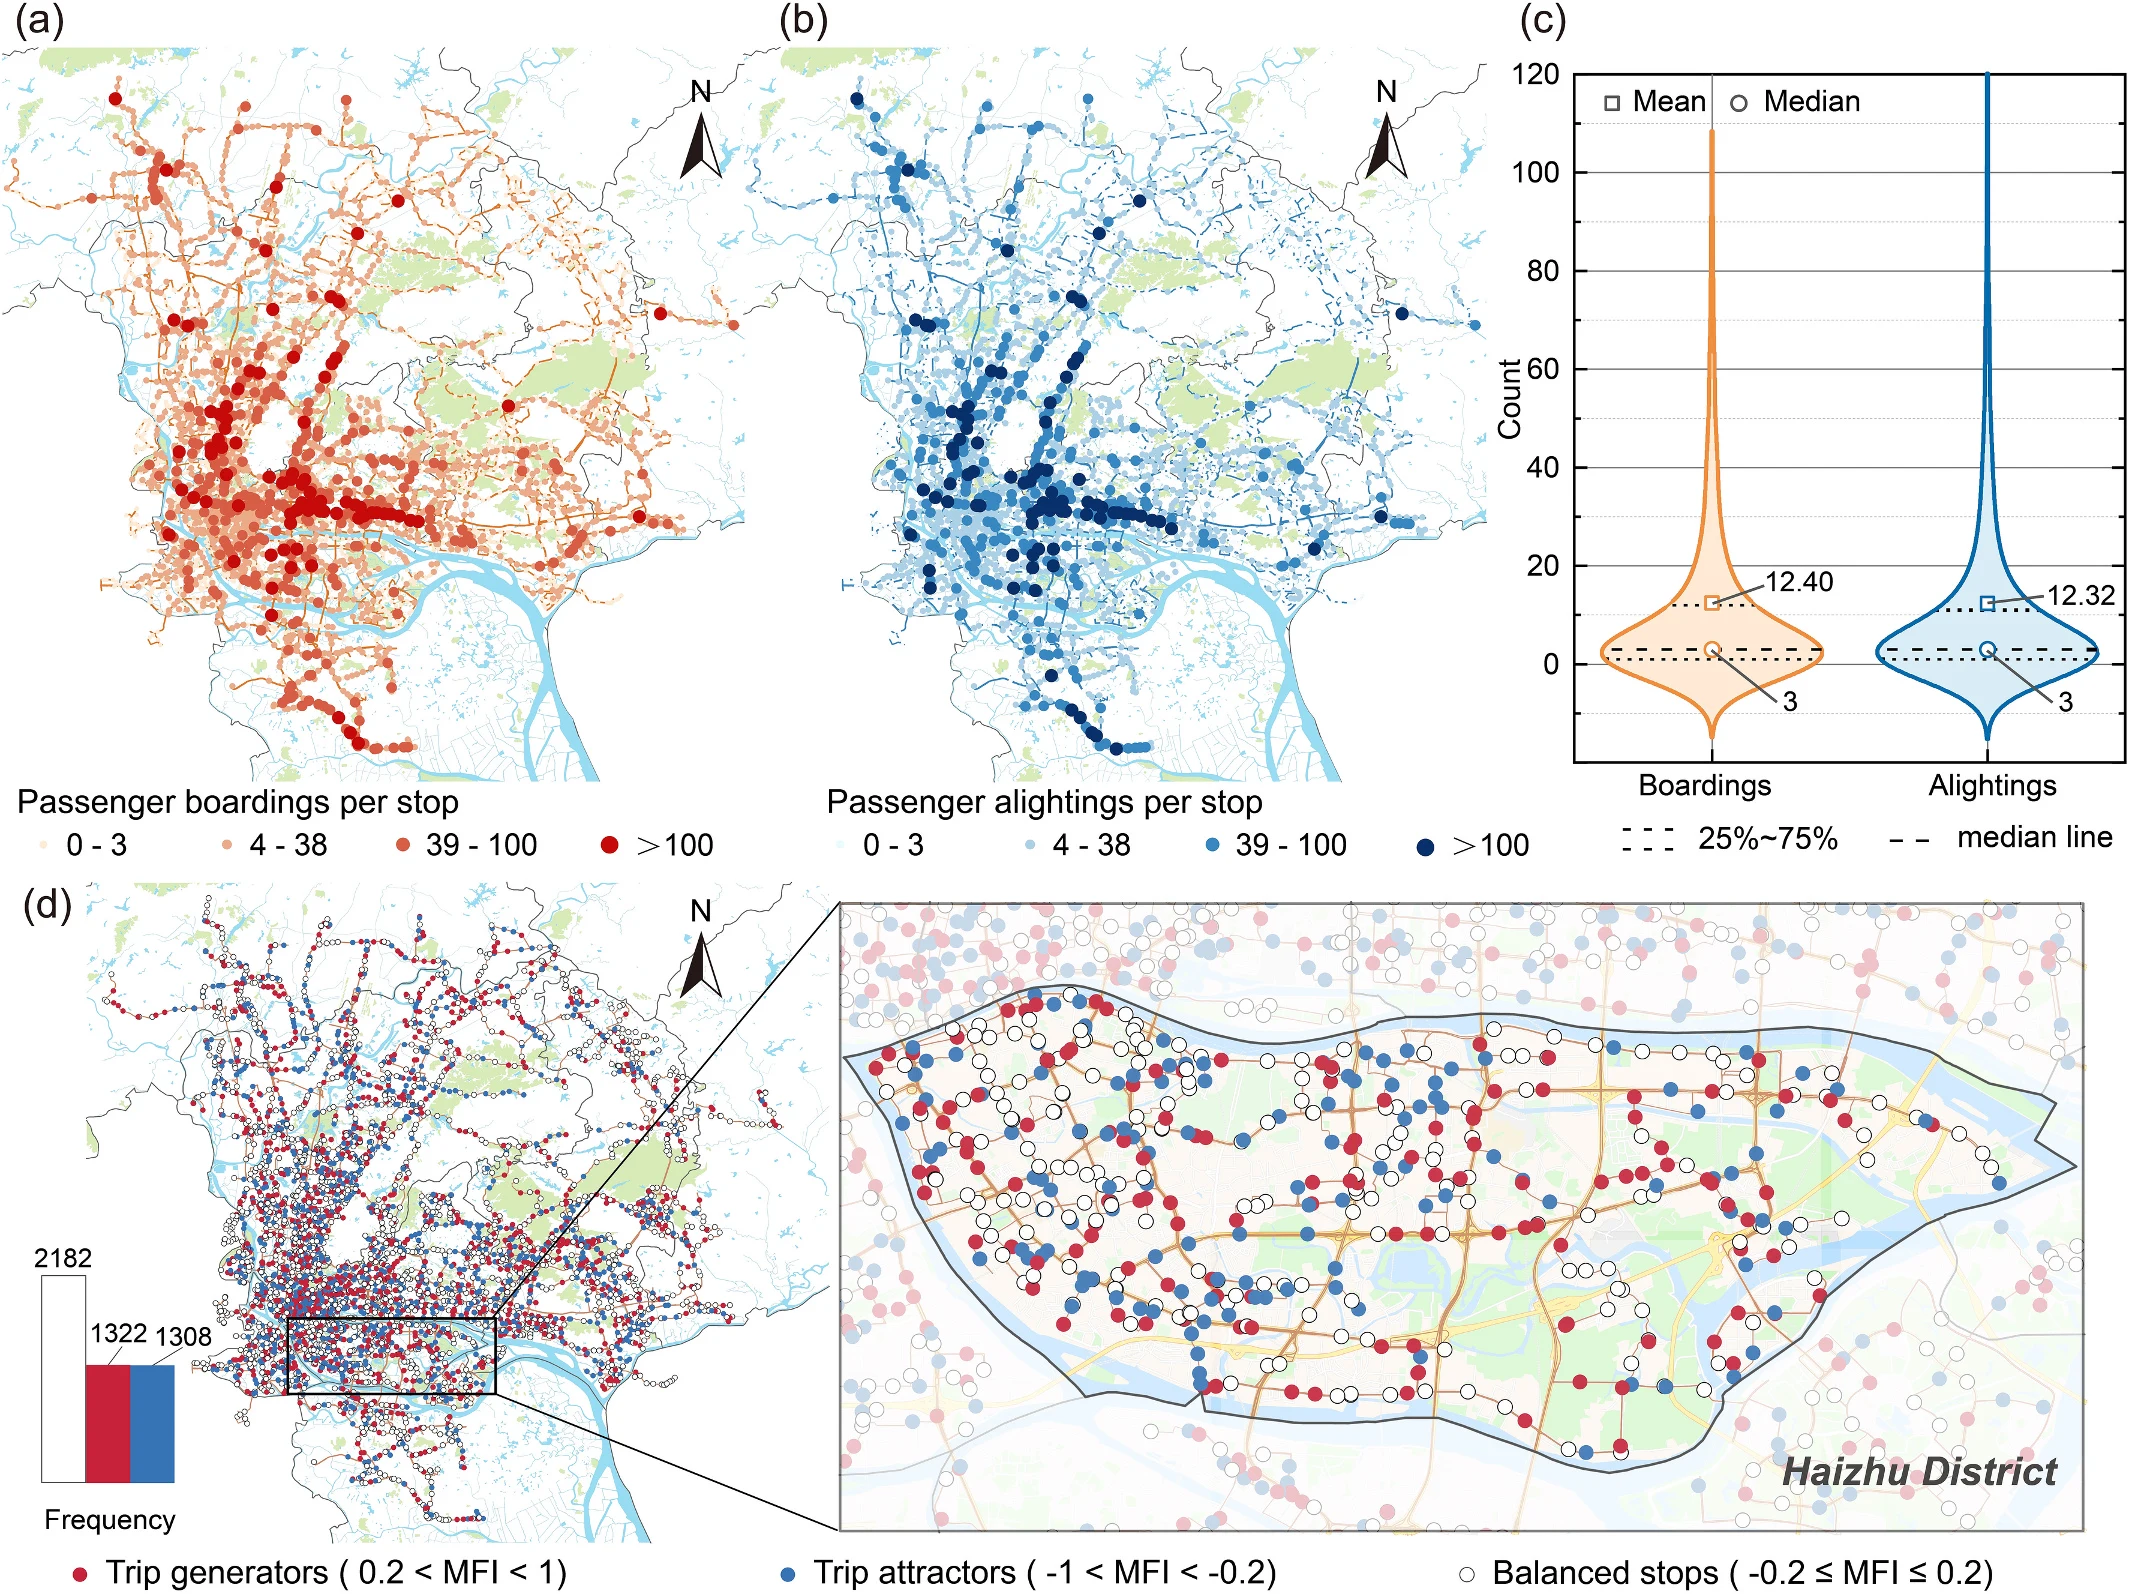 (a)
(b)
(c)
N
N
120
100
80
60
40
20
0
Count
Mean
Median
12.40
12.32
3
3
Boardings
Alightings
25%~75%
median line
Passenger boardings per stop
0 - 3
4 - 38
39 - 100
>100
Passenger alightings per stop
0 - 3
4 - 38
39 - 100
>100
(d)
N
2182
1322
1308
Frequency
Haizhu District
Trip generators ( 0.2 < MFI < 1)
Trip attractors ( -1 < MFI < -0.2)
Balanced stops ( -0.2 ≤ MFI ≤ 0.2)